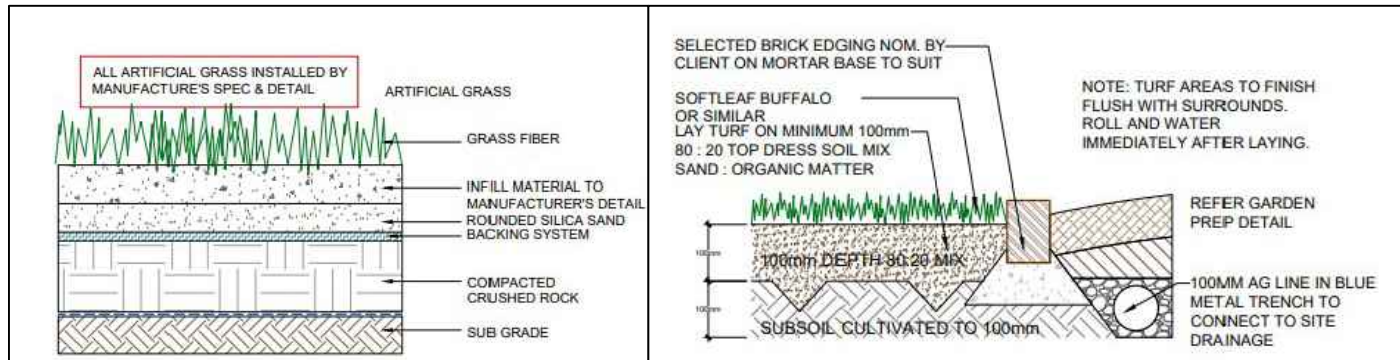 ALL ARTIFICIAL GRASS INSTALLED BY
MANUFACTURE'S SPEC & DETAIL
ARTIFICIAL GRASS
GRASS FIBER
INFILL MATERIAL TO
MANUFACTURER'S DETAIL
ROUNDED SILICA SAND
BACKING SYSTEM
COMPACTED
CRUSHED ROCK
SUB GRADE
SELECTED BRICK EDGING NOM. BY
CLIENT ON MORTAR BASE TO SUIT
SOFTLEAF BUFFALO
OR SIMILAR
LAY TURF ON MINIMUM 100mm
80 : 20 TOP DRESS SOIL MIX
SAND : ORGANIC MATTER
NOTE: TURF AREAS TO FINISH
FLUSH WITH SURROUNDS.
ROLL AND WATER
IMMEDIATELY AFTER LAYING.
REFER GARDEN
PREP DETAIL
100mm
100mm DEPTH 80:20 MIX
100mm
SUBSOIL CULTIVATED TO 100mm
100MM AG LINE IN BLUE
METAL TRENCH TO
CONNECT TO SITE
DRAINAGE